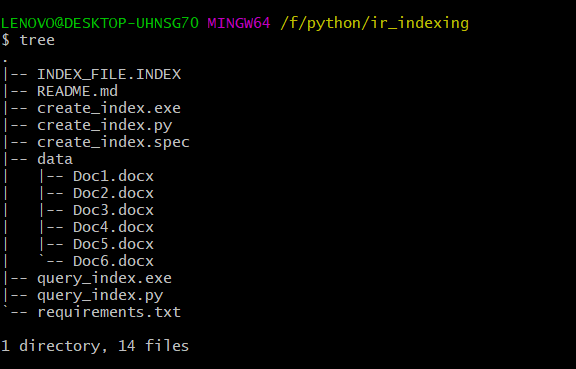 LENOVO@DESKTOP-UHNSG70 MINGW64 /f/python/ir_indexing
$ tree
.
|-- INDEX_FILE.INDEX
|-- README.md
|-- create_index.exe
|-- create_index.py
|-- create_index.spec
|-- data
|   |-- Doc1.docx
|   |-- Doc2.docx
|   |-- Doc3.docx
|   |-- Doc4.docx
|   |-- Doc5.docx
|   `-- Doc6.docx
|-- query_index.exe
|-- query_index.py
`-- requirements.txt

1 directory, 14 files